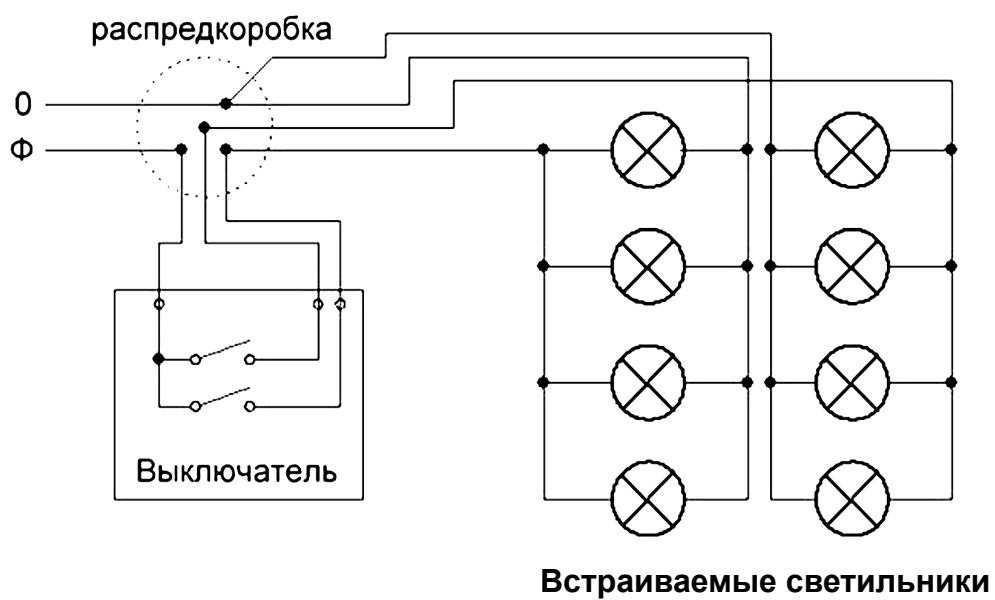 распредкоробка
0
Ф
Выключатель
Встраиваемые светильники